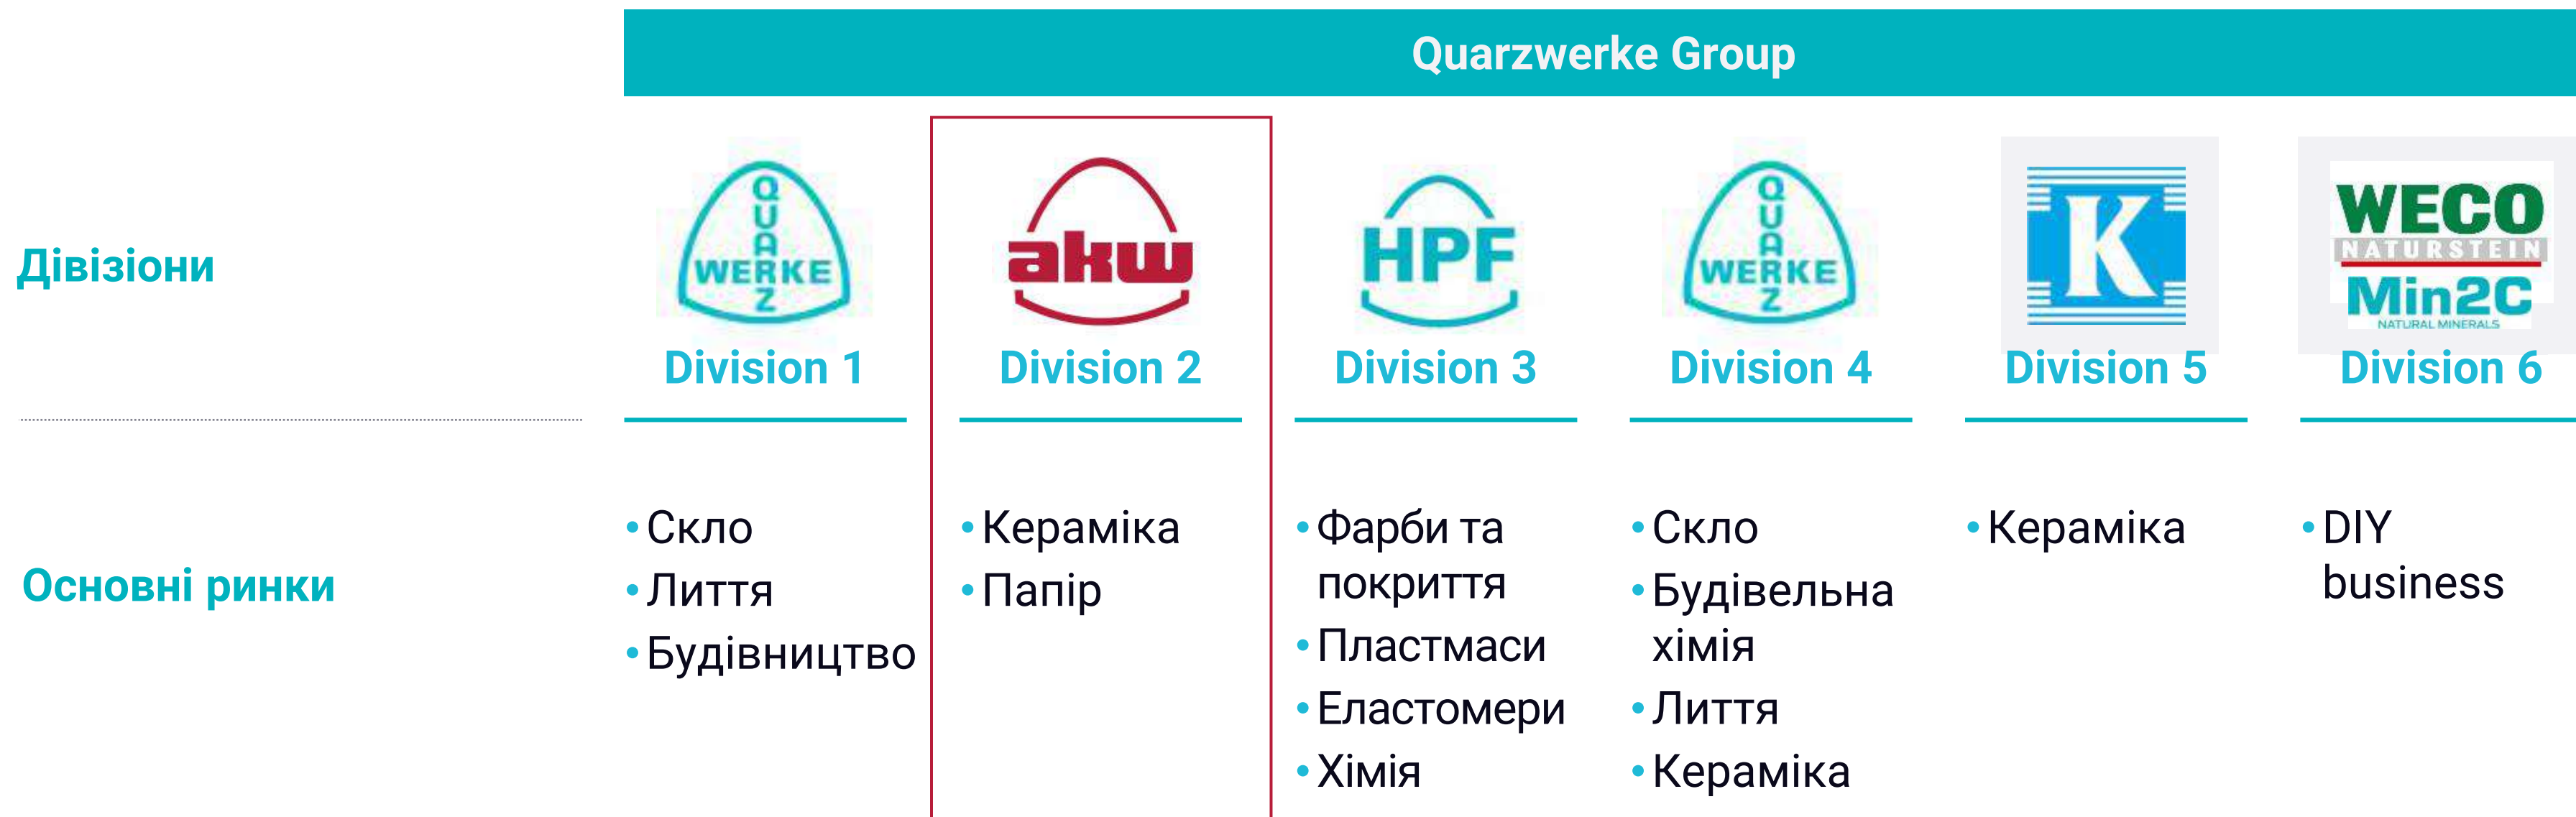 Quarzwerke Group
Дівізіони
QUARZ
WERKE
Division 1
akw
Division 2
HPF
Division 3
QUARZ
WERKE
Division 4
K
Division 5
WECO
NATURSTEIN
Min2C
NATURAL MINERALS
Division 6
Основні ринки
• Скло
• Лиття
• Будівництво
• Кераміка
• Папір
• Фарби та
покриття
• Пластмаси
• Еластомери
• Хімія
• Скло
• Будівельна
хімія
• Лиття
• Кераміка
• Кераміка
• DIY
business